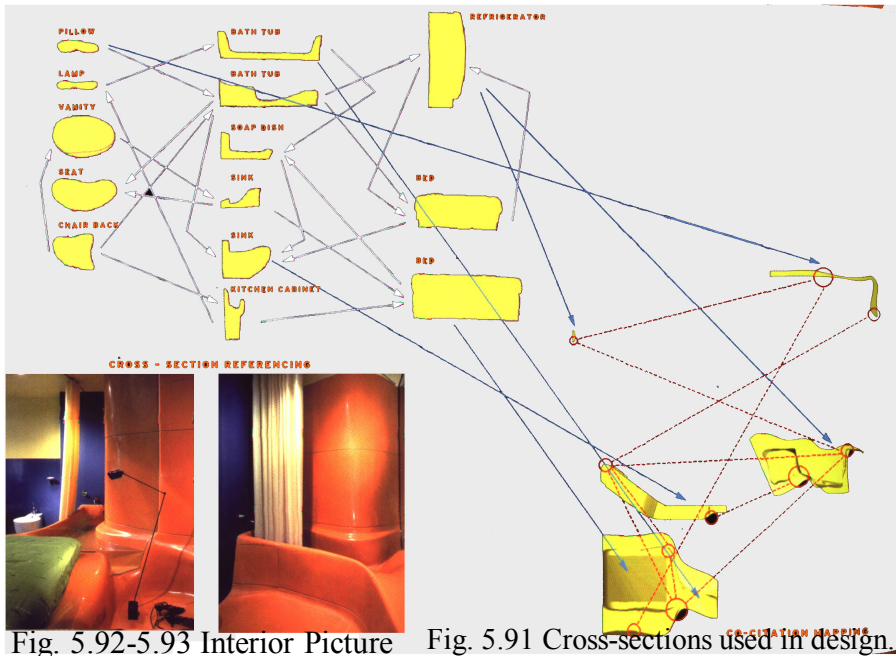 PILLOW
LAMP
VANITY
SEAT
CHAIR BACK
BATH TUB
BATH TUB
SOAP DISH
SINK
SINK
KITCHEN CABINET
REFRIGERATOR
BED
BED
CROSS - SECTION REFERENCING
CO-CITATION MAPPING
Fig. 5.92-5.93 Interior Picture
Fig. 5.91 Cross-sections used in design.